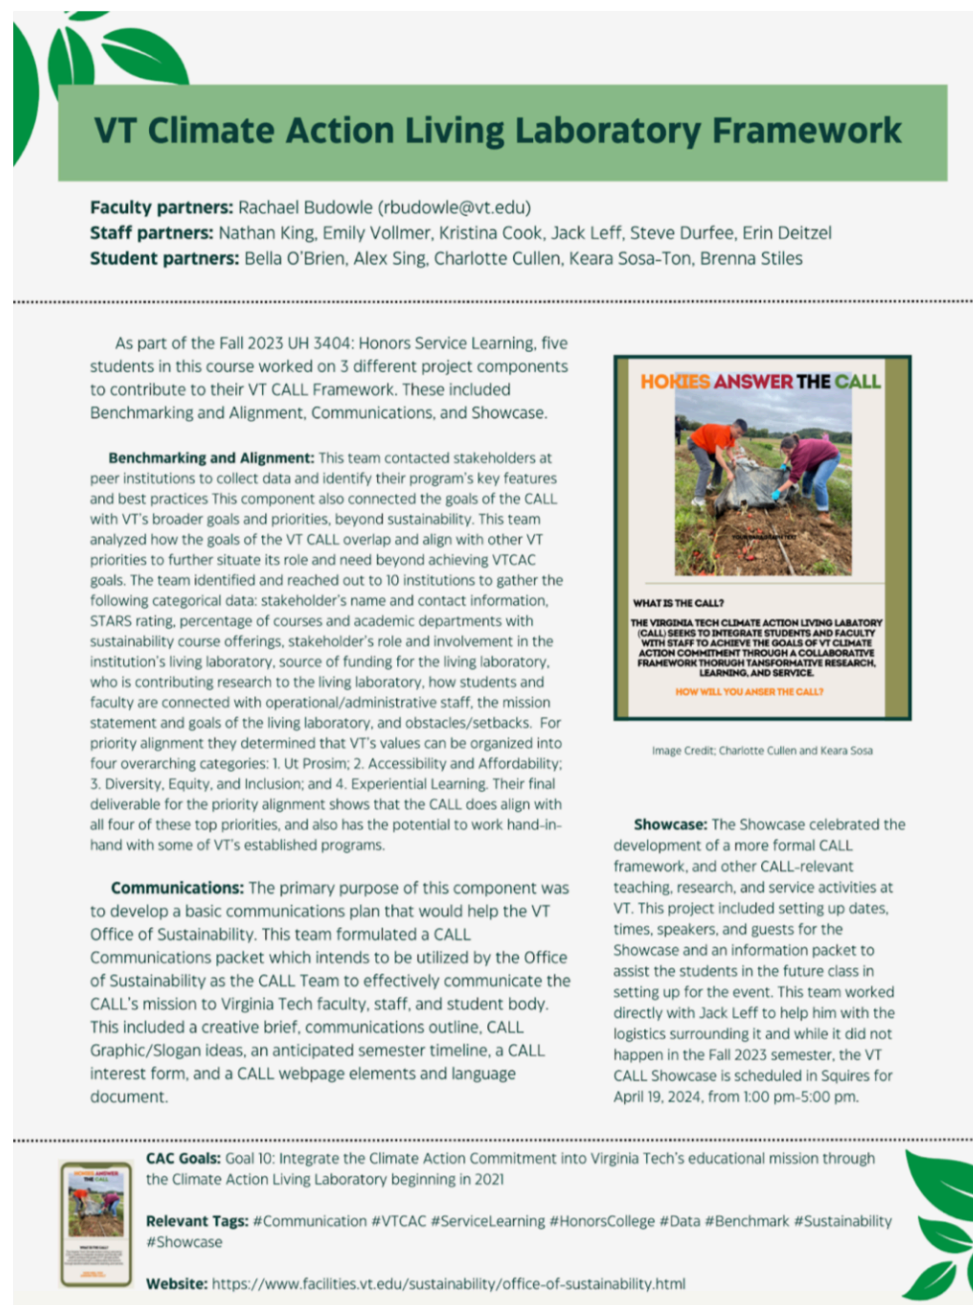 VT Climate Action Living Laboratory Framework
Faculty partners: Rachael Budowle (rbudowle@vt.edu)
Staff partners: Nathan King, Emily Vollmer, Kristina Cook, Jack Leff, Steve Durfee, Erin Deitzel
Student partners: Bella O'Brien, Alex Sing, Charlotte Cullen, Keara Sosa-Ton, Brenna Stiles
As part of the Fall 2023 UH 3404: Honors Service Learning, five
students in this course worked on 3 different project components
to contribute to their VT CALL Framework. These included
Benchmarking and Alignment, Communications, and Showcase.
Benchmarking and Alignment: This team contacted stakeholders at
peer institutions to collect data and identify their program's key features
and best practices This component also connected the goals of the CALL
with VT's broader goals and priorities, beyond sustainability. This team
analyzed how the goals of the VT CALL overlap and align with other VT
priorities to further situate its role and need beyond achieving VTCAC
goals. The team identified and reached out to 10 institutions to gather the
following categorical data: stakeholder's name and contact information,
STARS rating, percentage of courses and academic departments with
sustainability course offerings, stakeholder's role and involvement in the
institution's living laboratory, source of funding for the living laboratory,
who is contributing research to the living laboratory, how students and
faculty are connected with operational/administrative staff, the mission
statement and goals of the living laboratory, and obstacles/setbacks. For
priority alignment they determined that VT's values can be organized into
four overarching categories: 1. Ut Prosim; 2. Accessibility and Affordability;
3. Diversity, Equity, and Inclusion; and 4. Experiential Learning. Their final
deliverable for the priority alignment shows that the CALL does align with
all four of these top priorities, and also has the potential to work hand-in-
hand with some of VT's established programs.
Communications: The primary purpose of this component was
to develop a basic communications plan that would help the VT
Office of Sustainability. This team formulated a CALL
Communications packet which intends to be utilized by the Office
of Sustainability as the CALL Team to effectively communicate the
CALL's mission to Virginia Tech faculty, staff, and student body.
This included a creative brief, communications outline, CALL
Graphic/Slogan ideas, an anticipated semester timeline, a CALL
interest form, and a CALL webpage elements and language
document.
HOKIES ANSWER THE CALL
WHAT IS THE CALL?
THE VIRGINIA TECH CLIMATE ACTION LIVING LABATORY
(CALL) SEEKS TO INTEGRATE STUDENTS AND FACULTY
WITH STAFF TO ACHIEVE THE GOALS OF VT CLIMATE
ACTION COMMITMENT THROUGH A COLLABORATIVE
FRAMEWORK THORUGH TANSFORMATIVE RESEARCH,
LEARNING, AND SERVICE.
HOW WILL YOU ANSER THE CALL?
Image Credit; Charlotte Cullen and Keara Sosa
Showcase: The Showcase celebrated the
development of a more formal CALL
framework, and other CALL-relevant
teaching, research, and service activities at
VT. This project included setting up dates,
times, speakers, and guests for the
Showcase and an information packet to
assist the students in the future class in
setting up for the event. This team worked
directly with Jack Leff to help him with the
logistics surrounding it and while it did not
happen in the Fall 2023 semester, the VT
CALL Showcase is scheduled in Squires for
April 19, 2024, from 1:00 pm-5:00 pm.
HOKIES ANSWER
THE CALL
CAC Goals: Goal 10: Integrate the Climate Action Commitment into Virginia Tech's educational mission through
the Climate Action Living Laboratory beginning in 2021
Relevant Tags: #Communication #VTCAC #ServiceLearning #HonorsCollege #Data #Benchmark #Sustainability
#Showcase
Website: https://www.facilities.vt.edu/sustainability/office-of-sustainability.html